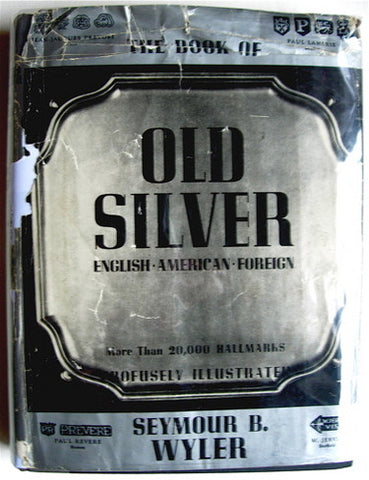 THE BOOK OF
PAUL LAMERIE
OLD
SILVER
ENGLISH · AMERICAN · FOREIGN
More Than 20,000 HALLMARKS
PROFUSELY ILLUSTRATED
PR PREVERE
PAUL REVERE
SEYMOUR B.
WYLER